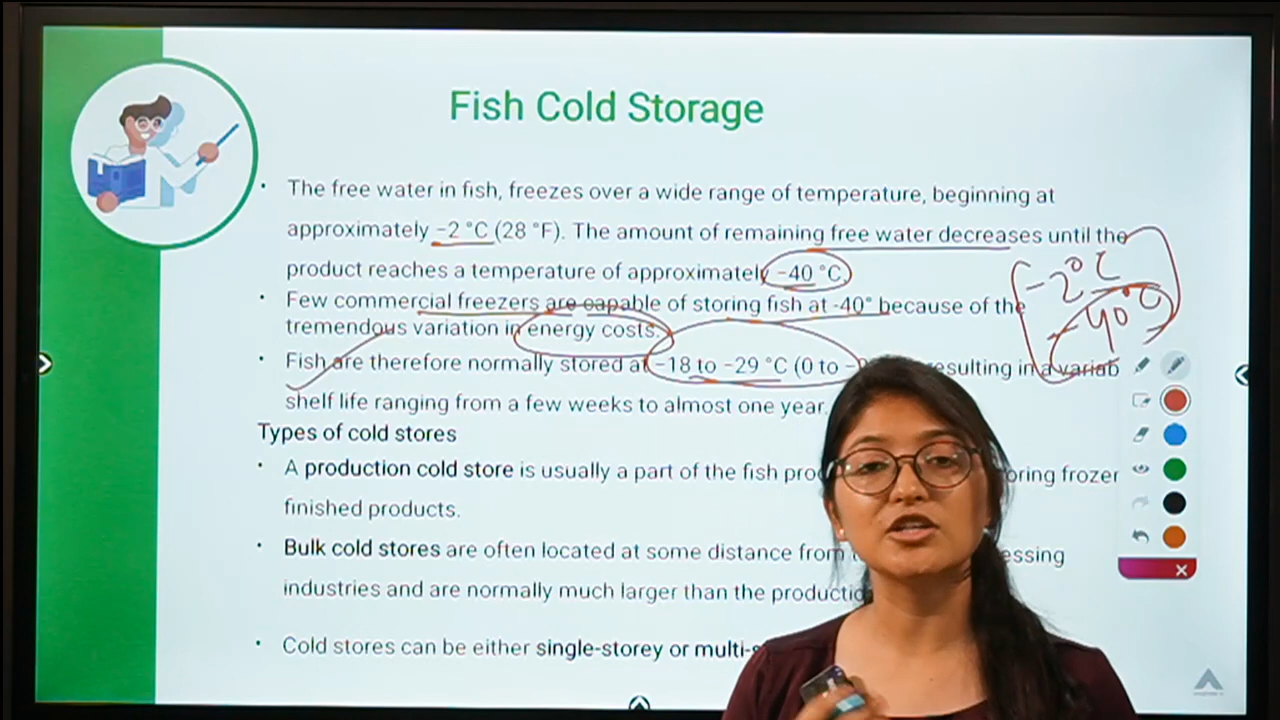 Fish Cold Storage
• The free water in fish, freezes over a wide range of temperature, beginning at
approximately −2 °C (28 °F). The amount of remaining free water decreases until the
product reaches a temperature of approximately −40 °C.
• Few commercial freezers are capable of storing fish at -40° because of the
tremendous variation in energy costs.
• Fish are therefore normally stored at −18 to −29 °C (0 to − resulting in a variab
shelf life ranging from a few weeks to almost one year.
Types of cold stores
• A production cold store is usually a part of the fish pro oring frozen
finished products.
• Bulk cold stores are often located at some distance from essing
industries and are normally much larger than the productio
• Cold stores can be either single-storey or multi-s
-2°C
-40°C